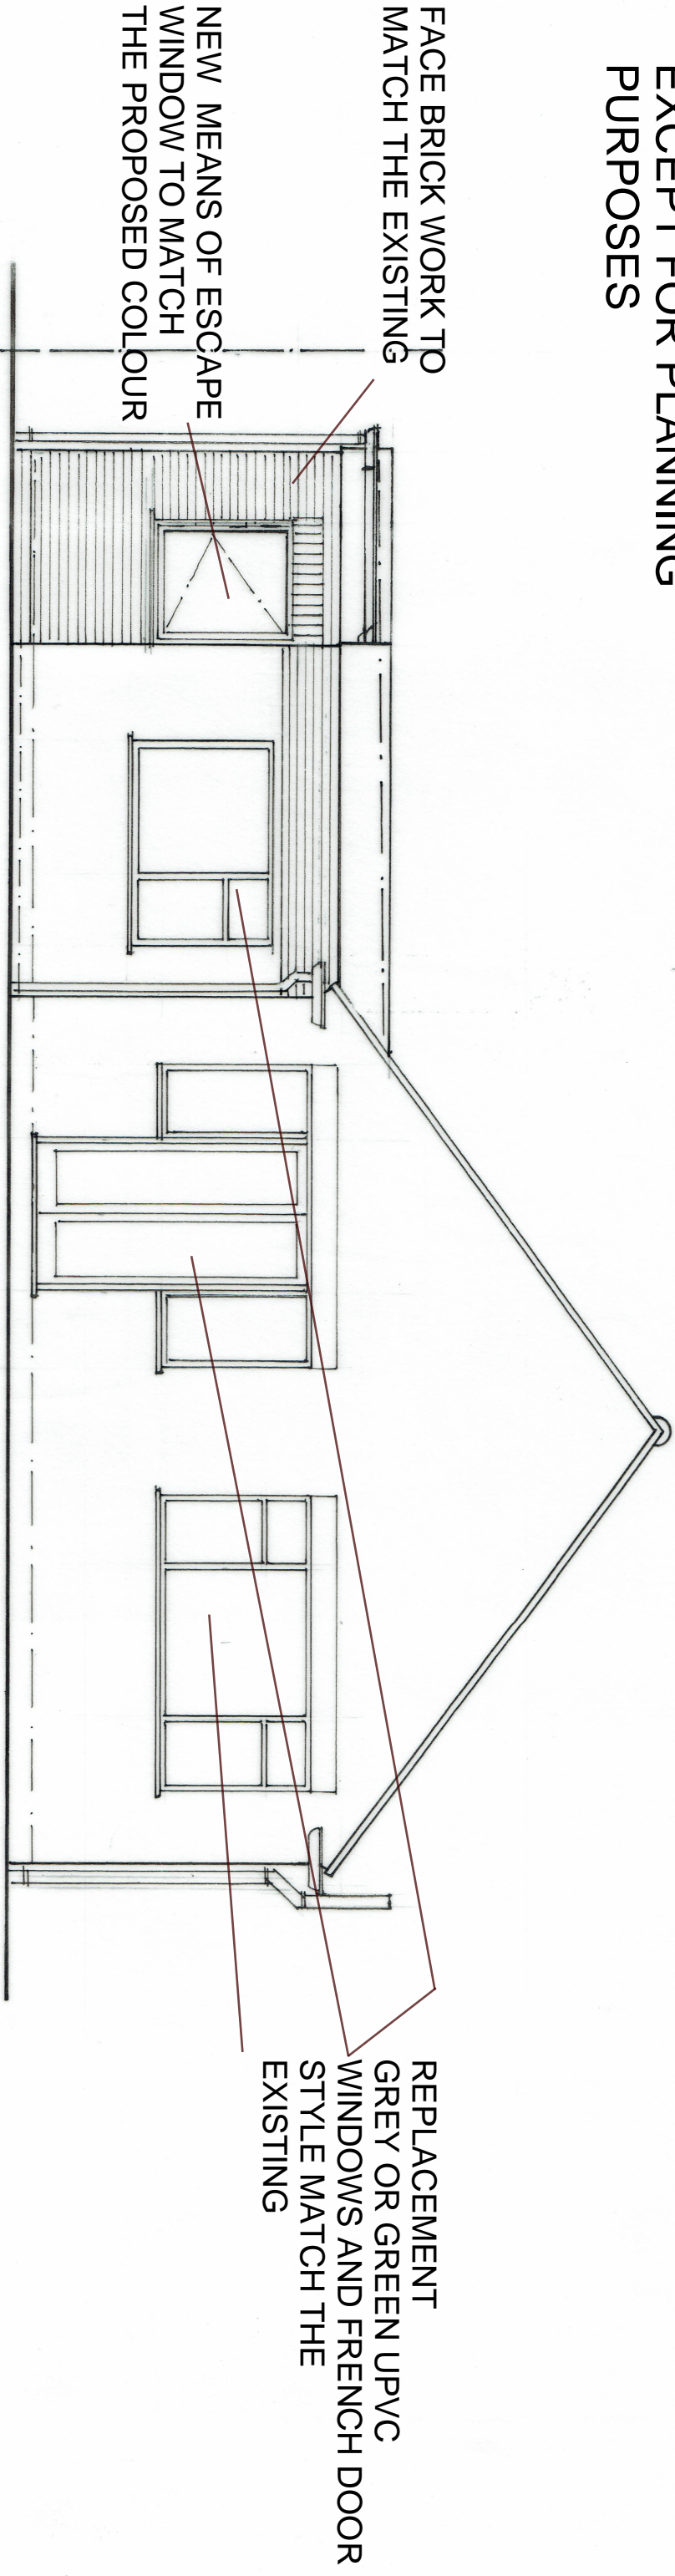 EXCEPT FOR PLANNING
PURPOSES
FACE BRICK WORK TO
MATCH THE EXISTING
NEW MEANS OF ESCAPE
WINDOW TO MATCH
THE PROPOSED COLOUR
REPLACEMENT
GREY OR GREEN UPVC
WINDOWS AND FRENCH DOOR
STYLE MATCH THE
EXISTING